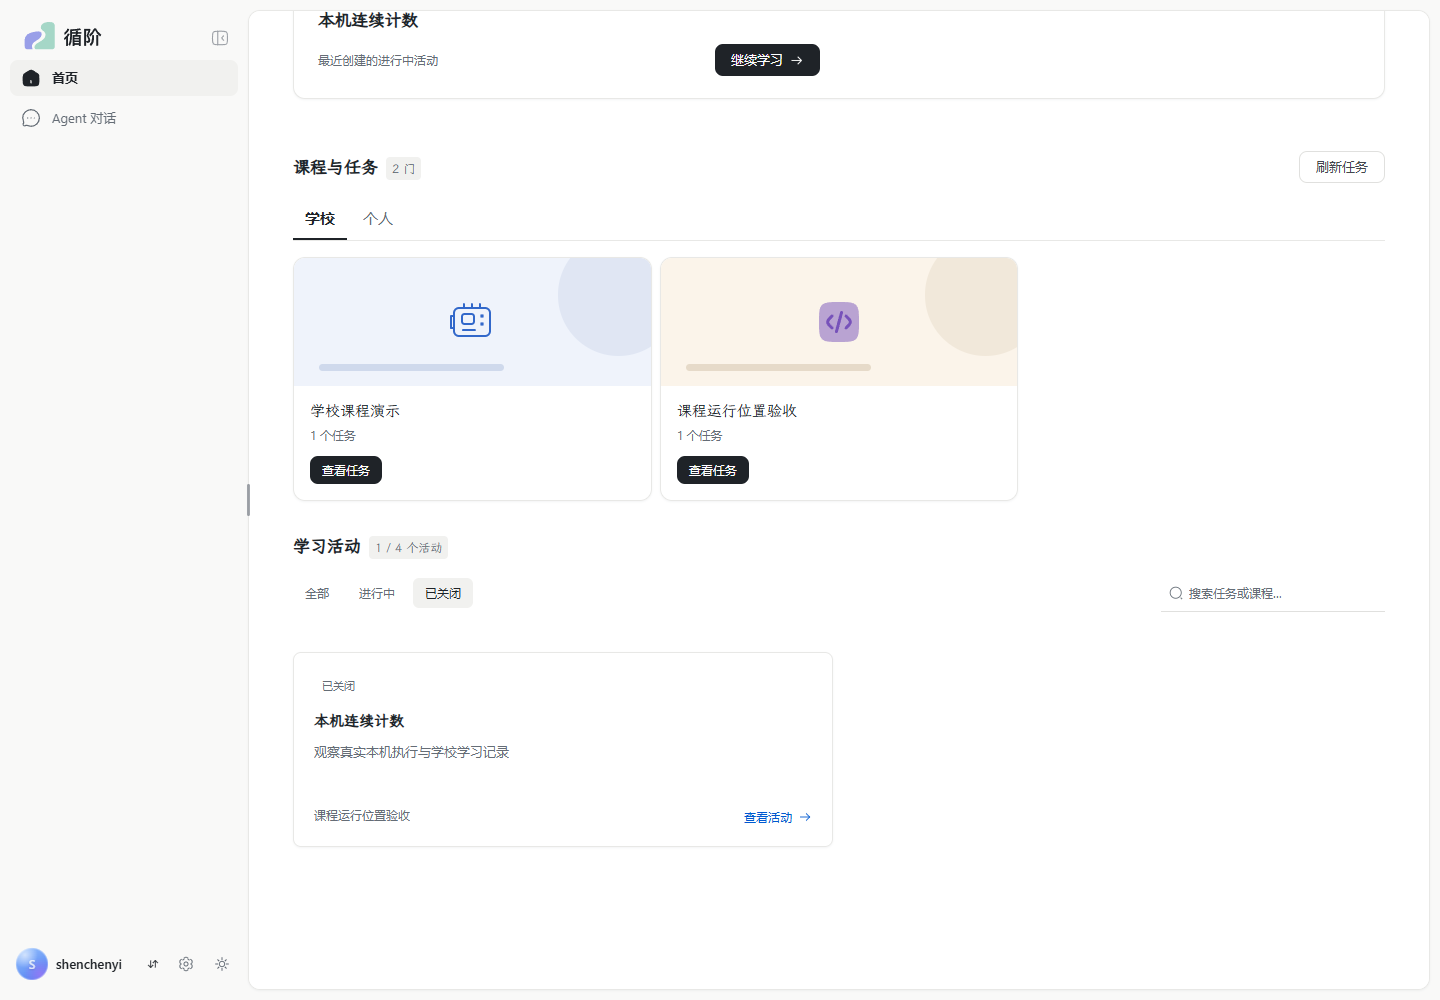 循阶
首页
Agent 对话
本机连续计数
最近创建的进行中活动
继续学习 →
课程与任务 2 门
刷新任务
学校 个人
学校课程演示
1 个任务
查看任务
课程运行位置验收
1 个任务
查看任务
学习活动 1 / 4 个活动
全部 进行中 已关闭
搜索任务或课程...
已关闭
本机连续计数
观察真实本机执行与学校学习记录
课程运行位置验收
查看活动 →
S shenchenyi